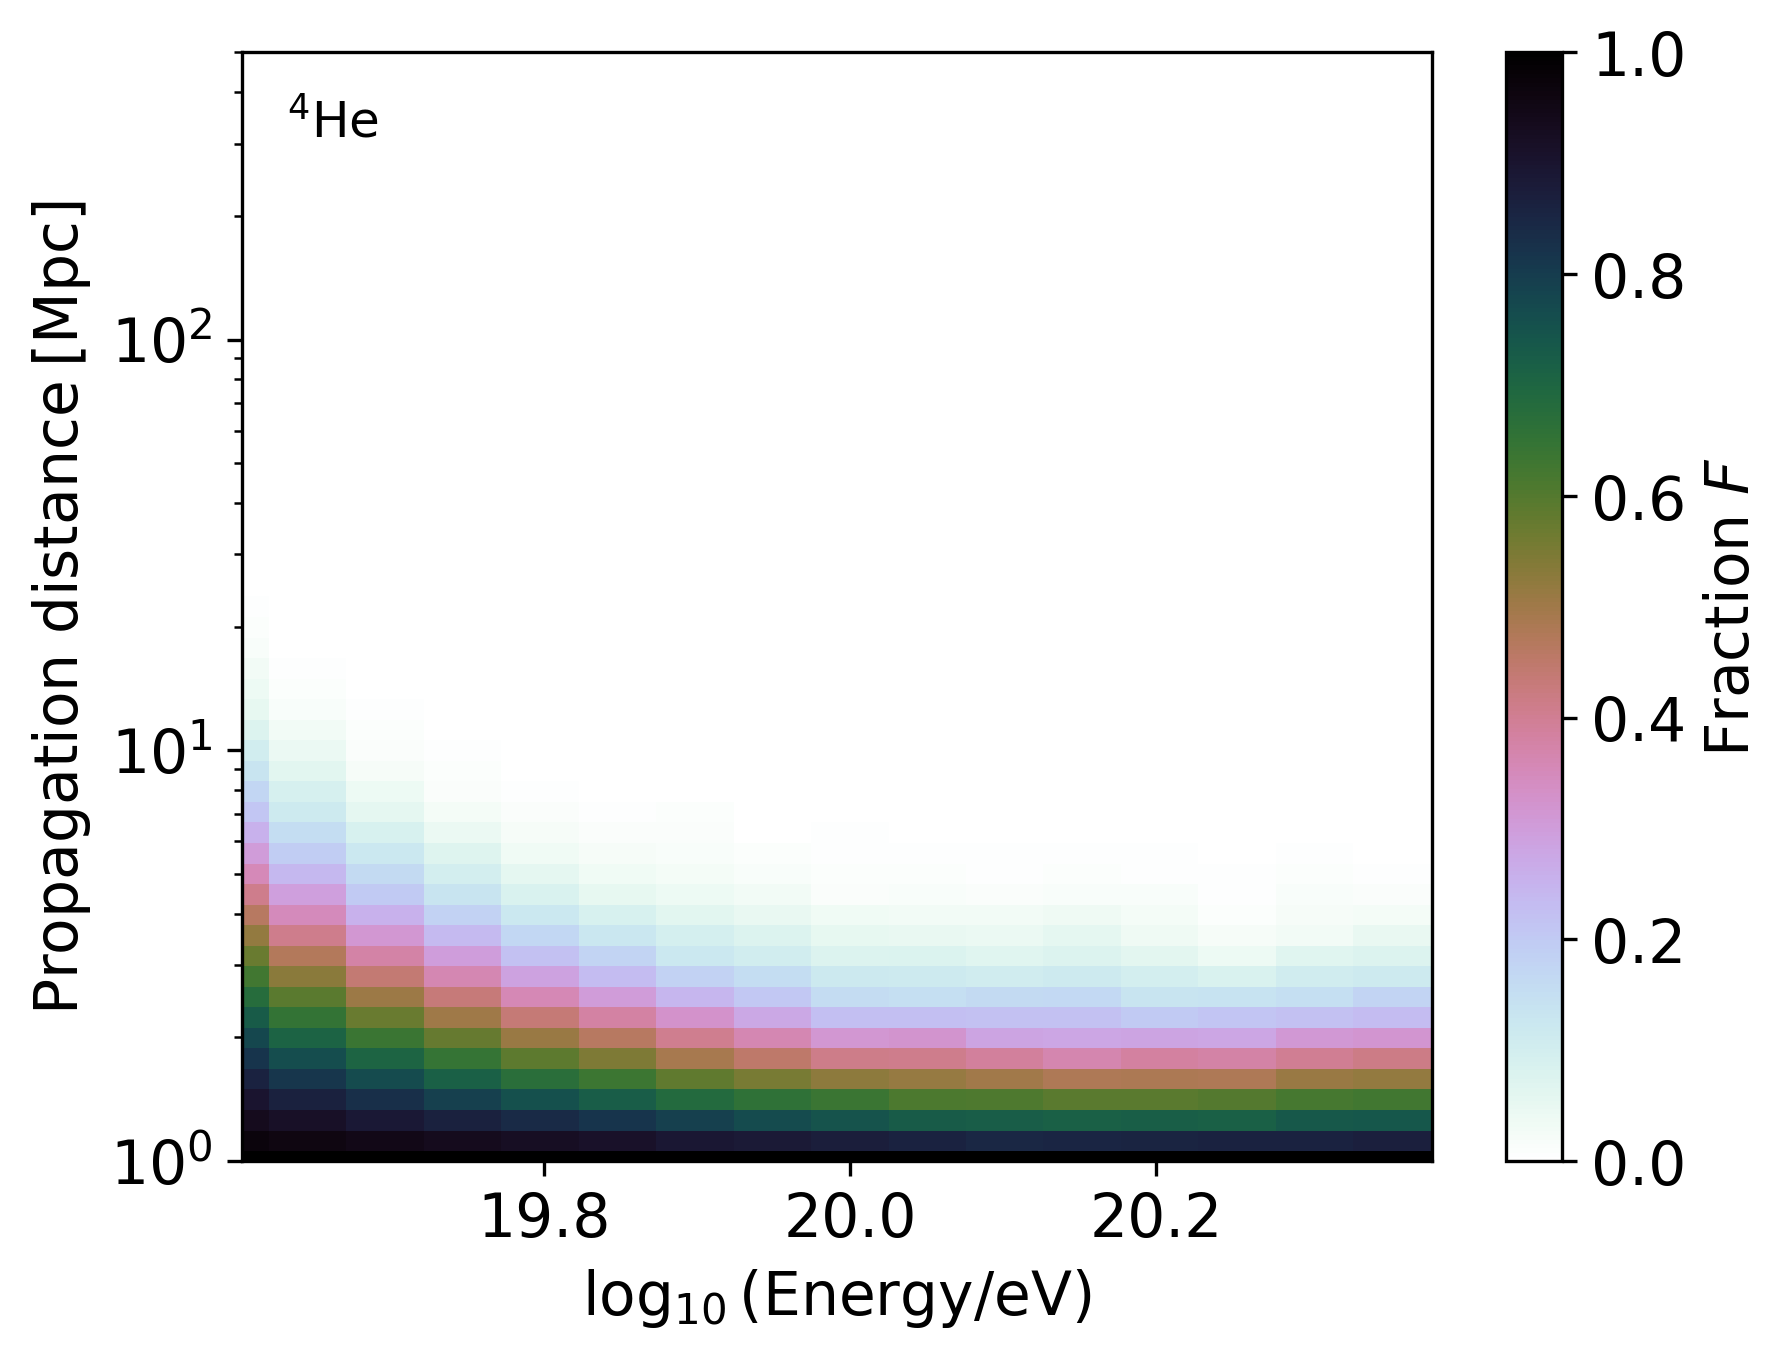 ⁴He
Propagation distance [Mpc]
10²
10¹
10⁰
19.8 20.0 20.2
log₁₀ (Energy/eV)
1.0
0.8
0.6
0.4
0.2
0.0
Fraction F